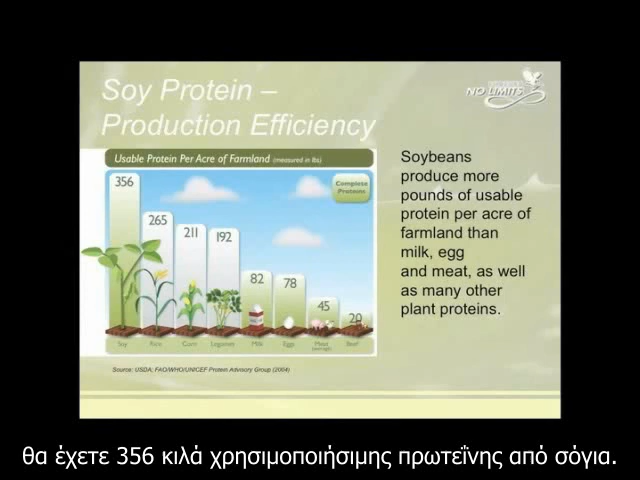 Soy Protein –
Production Efficiency
NO LIMITS
Usable Protein Per Acre of Farmland (measured in lbs)
356
265
211
192
82
78
45
20
Complete
Proteins
Soy
Rice
Corn
Legumes
Milk
Eggs
Meat
(average)
Beef
Soybeans
produce more
pounds of usable
protein per acre of
farmland than
milk, egg
and meat, as well
as many other
plant proteins.
Source: USDA; FAO/WHO/UNICEF Protein Advisory Group (2004)
θα έχετε 356 κιλά χρησιμοποιήσιμης πρωτεΐνης από σόγια.